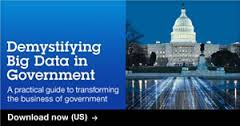 Demystifying
Big Data in
Government
A practical guide to transforming
the business of government
Download now (US) →